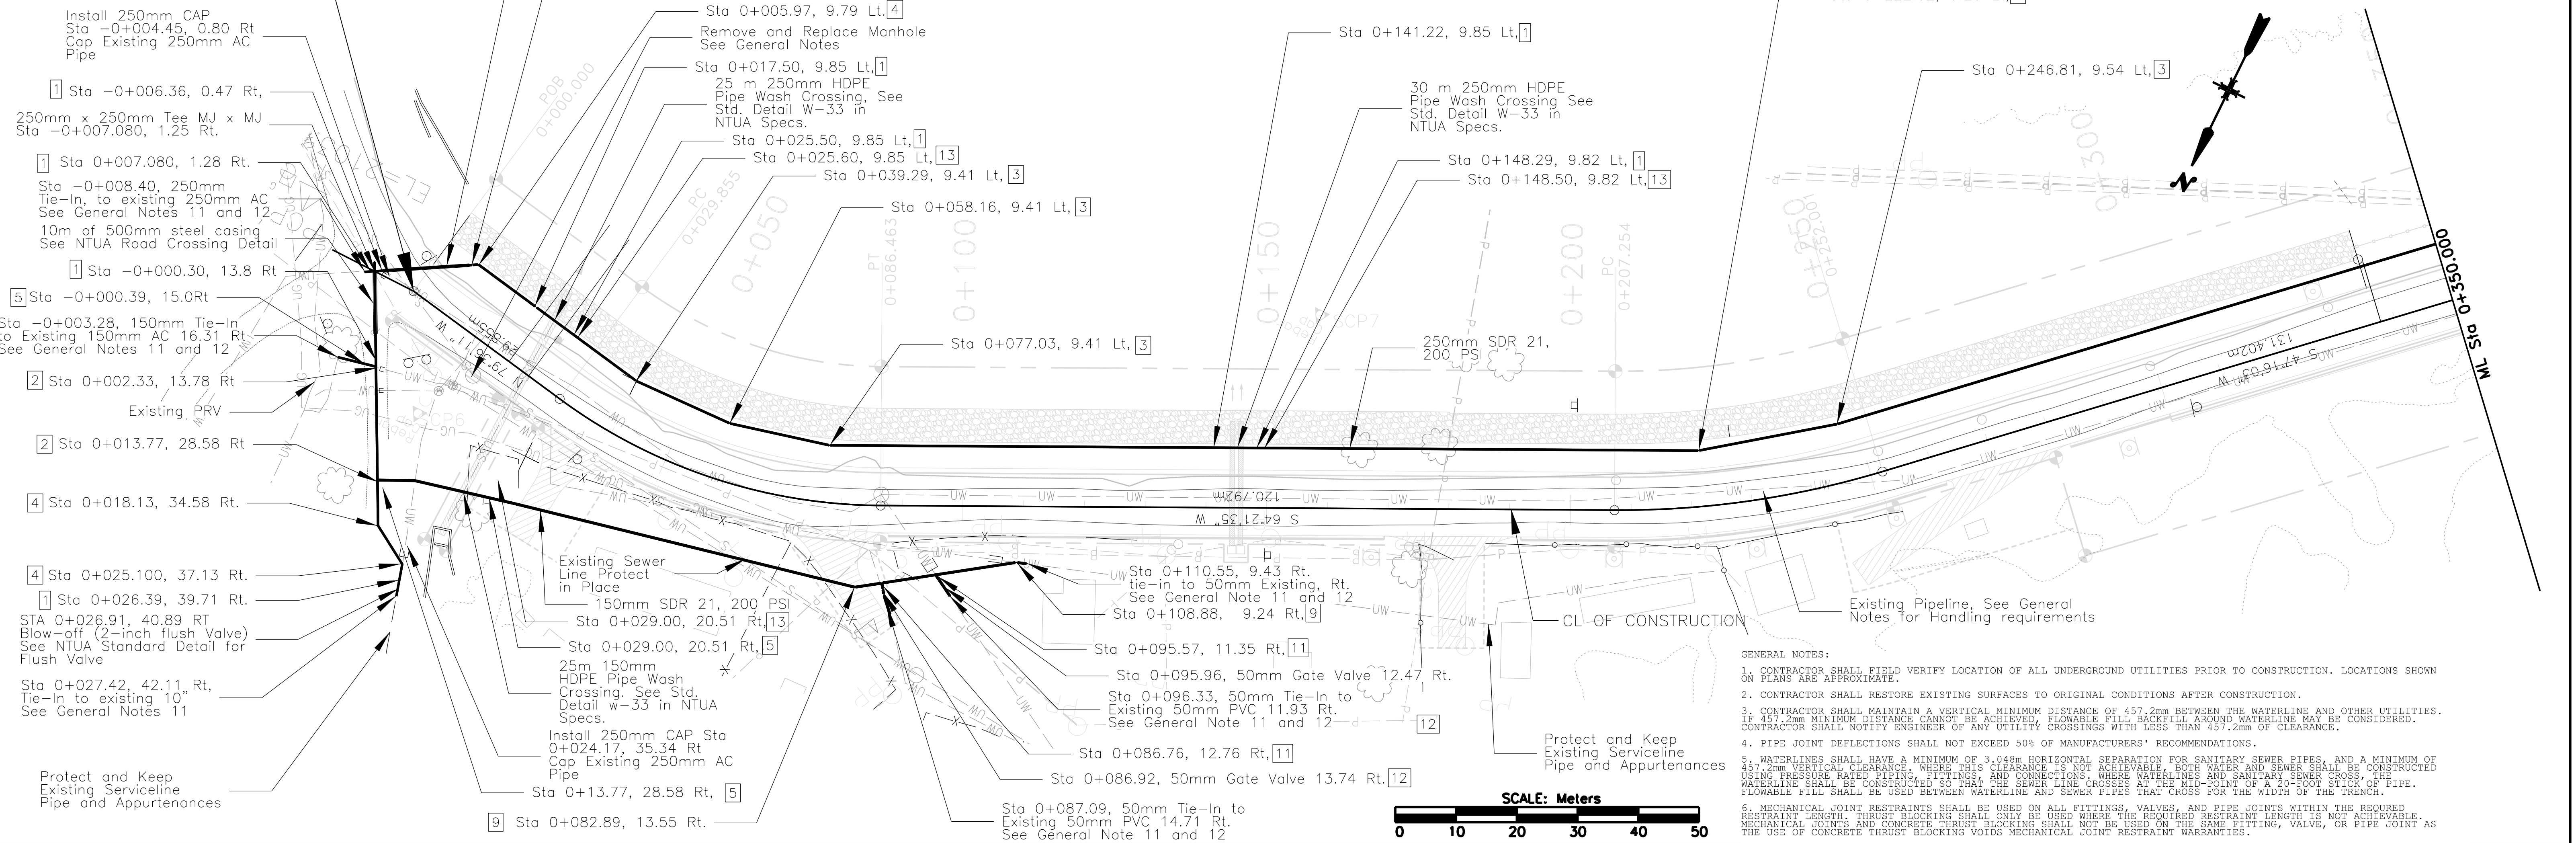 Install 250mm CAP
Sta -0+004.45, 0.80 Rt
Cap Existing 250mm AC
Pipe
1 Sta -0+006.36, 0.47 Rt,
250mm x 250mm Tee MJ x MJ
Sta -0+007.080, 1.25 Rt.
1 Sta 0+007.080, 1.28 Rt.
Sta -0+008.40, 250mm
Tie-In, to existing 250mm AC
See General Notes 11 and 12
10m of 500mm steel casing
See NTUA Road Crossing Detail
1 Sta -0+000.30, 13.8 Rt
5 Sta -0+000.39, 15.0Rt
Sta -0+003.28, 150mm Tie-In
to Existing 150mm AC 16.31 Rt
See General Notes 11 and 12
2 Sta 0+002.33, 13.78 Rt
Existing PRV
2 Sta 0+013.77, 28.58 Rt
4 Sta 0+018.13, 34.58 Rt.
4 Sta 0+025.100, 37.13 Rt.
1 Sta 0+026.39, 39.71 Rt.
STA 0+026.91, 40.89 RT
Blow-off (2-inch flush Valve)
See NTUA Standard Detail for
Flush Valve
Sta 0+027.42, 42.11 Rt,
Tie-In to existing 10"
See General Notes 11
Protect and Keep
Existing Serviceline
Pipe and Appurtenances
Sta 0+005.97, 9.79 Lt. 4
Remove and Replace Manhole
See General Notes
Sta 0+017.50, 9.85 Lt, 1
25 m 250mm HDPE
Pipe Wash Crossing, See
Std. Detail W-33 in
NTUA Specs.
Sta 0+025.50, 9.85 Lt, 1
Sta 0+025.60, 9.85 Lt, 13
Sta 0+039.29, 9.41 Lt, 3
Sta 0+058.16, 9.41 Lt, 3
Sta 0+077.03, 9.41 Lt, 3
Sta 0+141.22, 9.85 Lt, 1
30 m 250mm HDPE
Pipe Wash Crossing See
Std. Detail W-33 in
NTUA Specs.
Sta 0+148.29, 9.82 Lt, 1
Sta 0+148.50, 9.82 Lt, 13
250mm SDR 21,
200 PSI
Sta 0+246.81, 9.54 Lt, 3
POB
0+000.000
PC
0+029.855
0+050
PT
0+086.463
0+100
0+150
SCP7
0+200
PC
0+207.254
0+250
0+300
N
ML Sta 0+350.000
29.855m
120.792m
S 64°21'35" W
131.402m
S 47°16'03" W
Existing Sewer
Line Protect
in Place
150mm SDR 21, 200 PSI
Sta 0+029.00, 20.51 Rt, 13
Sta 0+029.00, 20.51 Rt, 5
25m 150mm
HDPE Pipe Wash
Crossing. See Std.
Detail w-33 in NTUA
Specs.
Install 250mm CAP Sta
0+024.17, 35.34 Rt
Cap Existing 250mm AC
Pipe
Sta 0+13.77, 28.58 Rt, 5
9 Sta 0+082.89, 13.55 Rt.
Sta 0+110.55, 9.43 Rt.
tie-in to 50mm Existing, Rt.
See General Note 11 and 12
Sta 0+108.88, 9.24 Rt, 9
Sta 0+095.57, 11.35 Rt, 11
Sta 0+095.96, 50mm Gate Valve 12.47 Rt.
Sta 0+096.33, 50mm Tie-In to
Existing 50mm PVC 11.93 Rt.
See General Note 11 and 12
12
Sta 0+086.76, 12.76 Rt, 11
Sta 0+086.92, 50mm Gate Valve 13.74 Rt. 12
Sta 0+087.09, 50mm Tie-In to
Existing 50mm PVC 14.71 Rt.
See General Note 11 and 12
CL OF CONSTRUCTION
Protect and Keep
Existing Serviceline
Pipe and Appurtenances
Existing Pipeline, See General
Notes for Handling requirements
SCALE: Meters
0 10 20 30 40 50
GENERAL NOTES:
1. CONTRACTOR SHALL FIELD VERIFY LOCATION OF ALL UNDERGROUND UTILITIES PRIOR TO CONSTRUCTION. LOCATIONS SHOWN
ON PLANS ARE APPROXIMATE.
2. CONTRACTOR SHALL RESTORE EXISTING SURFACES TO ORIGINAL CONDITIONS AFTER CONSTRUCTION.
3. CONTRACTOR SHALL MAINTAIN A VERTICAL MINIMUM DISTANCE OF 457.2mm BETWEEN THE WATERLINE AND OTHER UTILITIES.
IF 457.2mm MINIMUM DISTANCE CANNOT BE ACHIEVED, FLOWABLE FILL BACKFILL AROUND WATERLINE MAY BE CONSIDERED.
CONTRACTOR SHALL NOTIFY ENGINEER OF ANY UTILITY CROSSINGS WITH LESS THAN 457.2mm OF CLEARANCE.
4. PIPE JOINT DEFLECTIONS SHALL NOT EXCEED 50% OF MANUFACTURERS' RECOMMENDATIONS.
5. WATERLINES SHALL HAVE A MINIMUM OF 3.048m HORIZONTAL SEPARATION FOR SANITARY SEWER PIPES, AND A MINIMUM OF
457.2mm VERTICAL CLEARANCE. WHERE THIS CLEARANCE IS NOT ACHIEVABLE, BOTH WATER AND SEWER SHALL BE CONSTRUCTED
USING PRESSURE RATED PIPING, FITTINGS, AND CONNECTIONS. WHERE WATERLINES AND SANITARY SEWER CROSS, THE
WATERLINE SHALL BE CONSTRUCTED SO THAT THE SEWER LINE CROSSES AT THE MID-POINT OF A 20-FOOT STICK OF PIPE.
FLOWABLE FILL SHALL BE USED BETWEEN WATERLINE AND SEWER PIPES THAT CROSS FOR THE WIDTH OF THE TRENCH.
6. MECHANICAL JOINT RESTRAINTS SHALL BE USED ON ALL FITTINGS, VALVES, AND PIPE JOINTS WITHIN THE REQUIRED
RESTRAINT LENGTH. THRUST BLOCKING SHALL ONLY BE USED WHERE THE REQUIRED RESTRAINT LENGTH IS NOT ACHIEVABLE.
MECHANICAL JOINTS AND CONCRETE THRUST BLOCKING SHALL NOT BE USED ON THE SAME FITTING, VALVE, OR PIPE JOINT AS
THE USE OF CONCRETE THRUST BLOCKING VOIDS MECHANICAL JOINT RESTRAINT WARRANTIES.